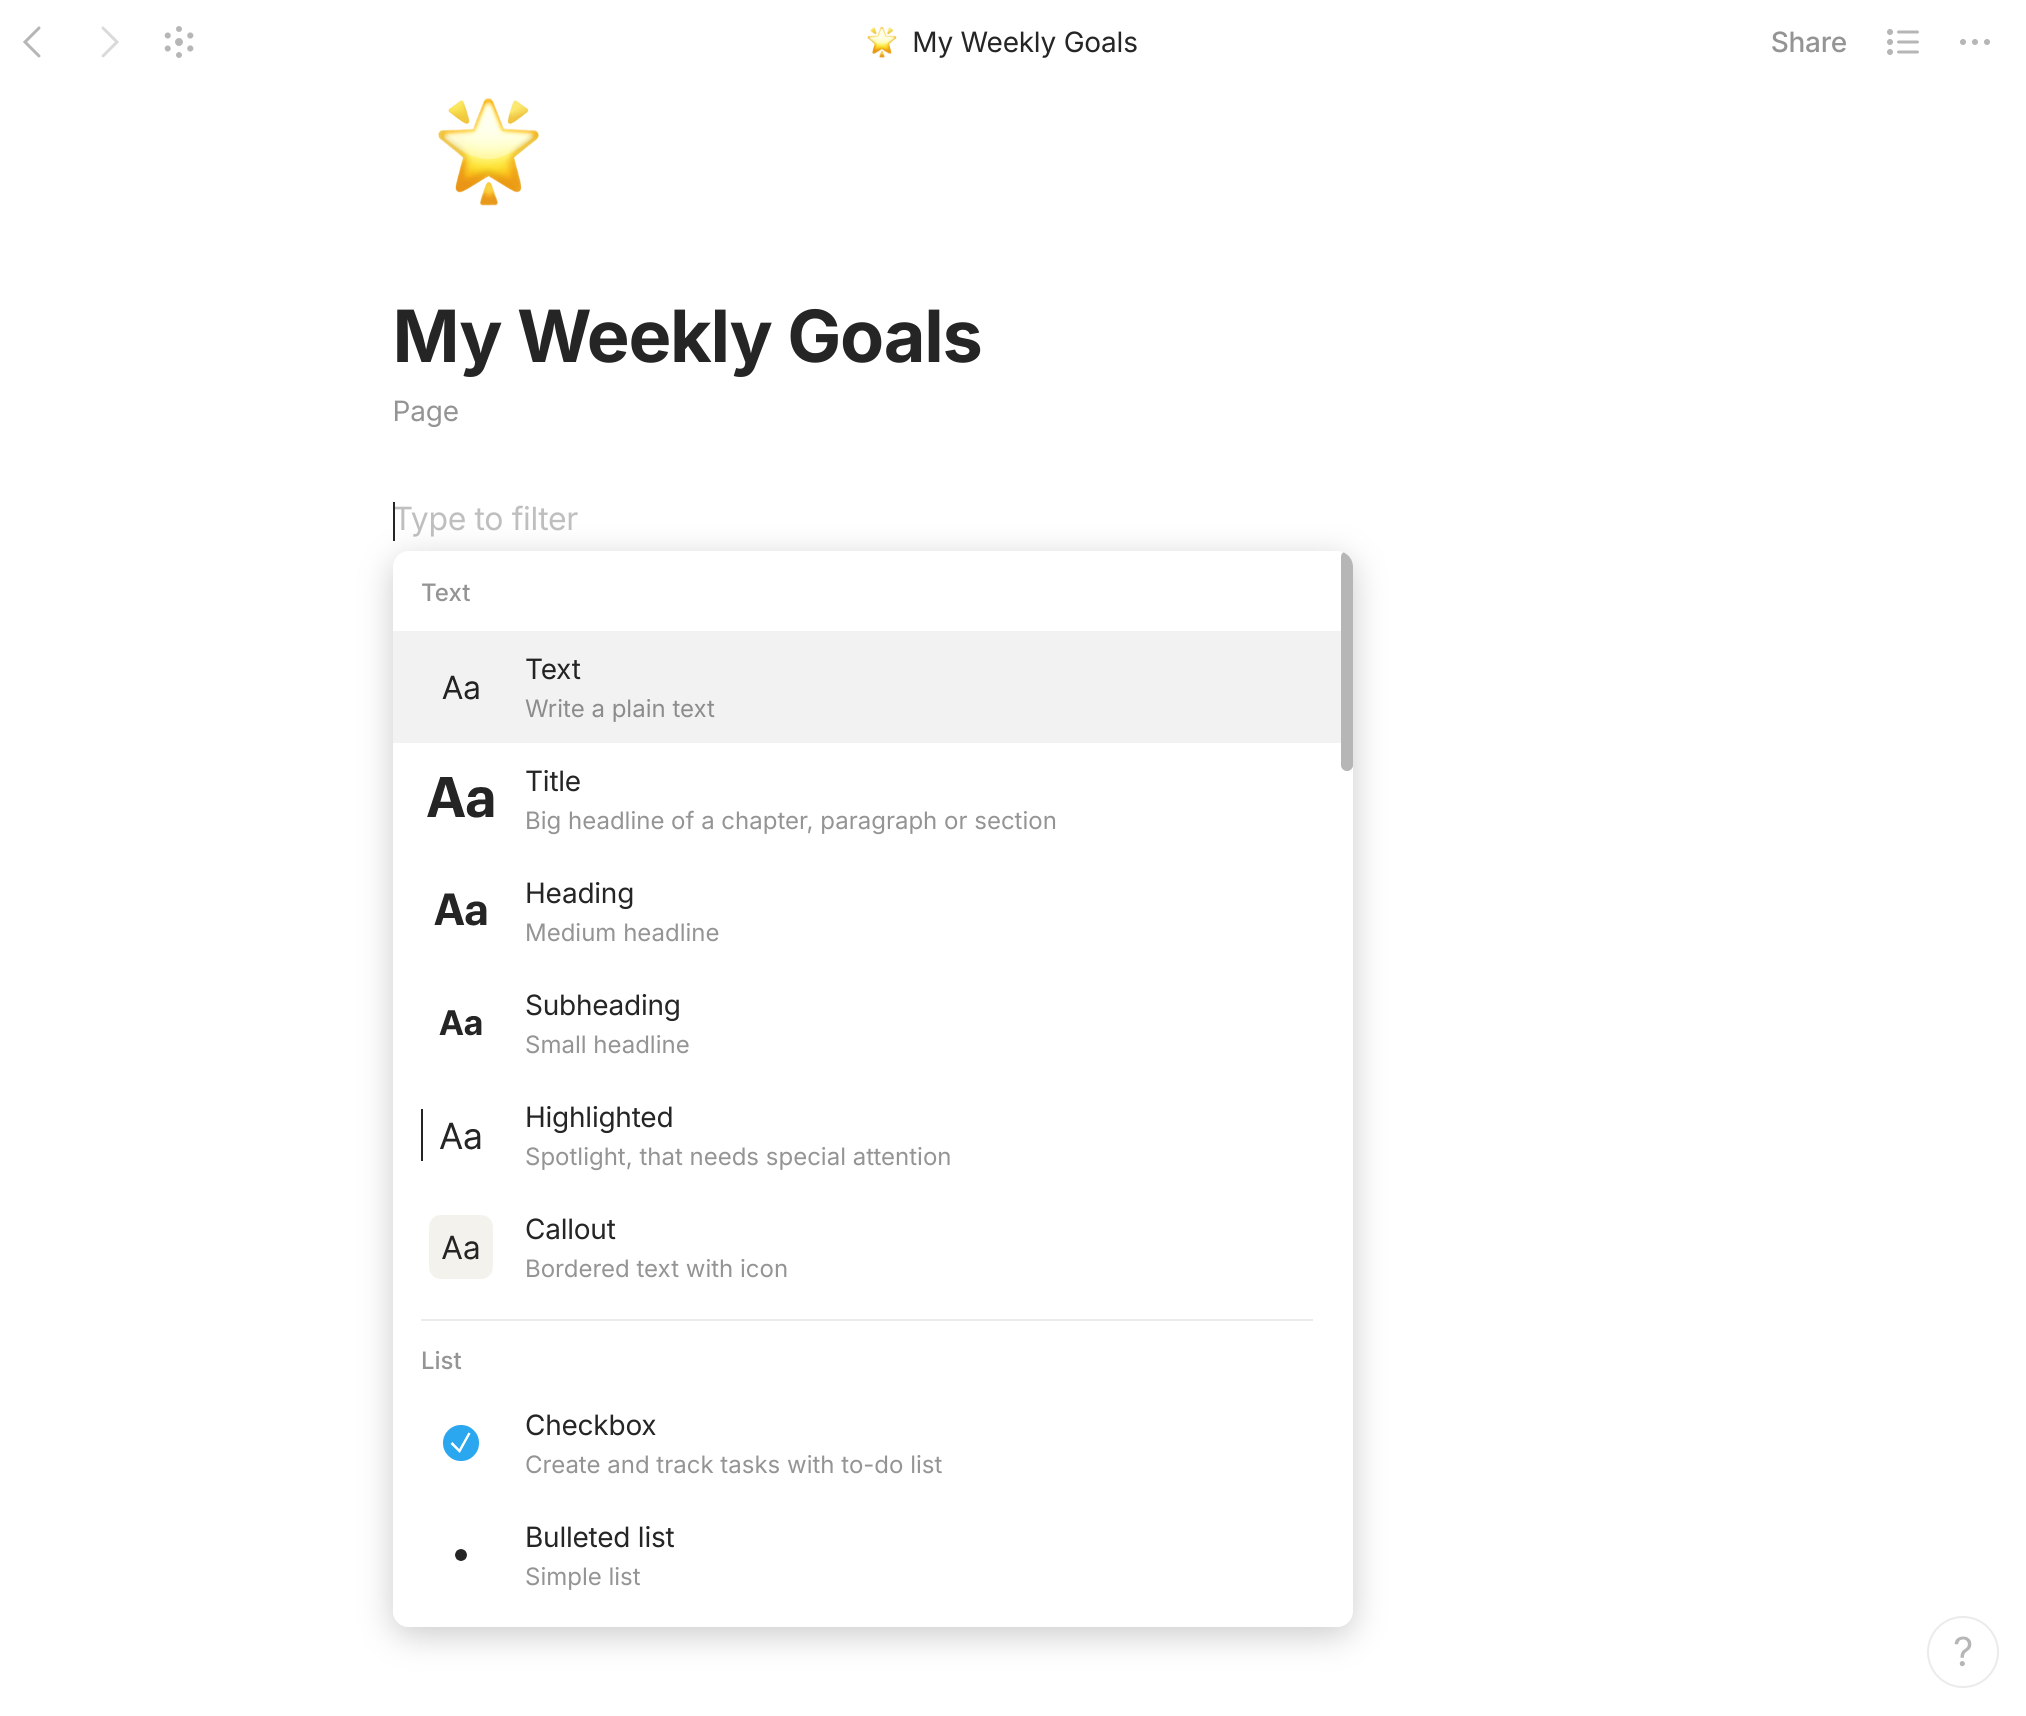 My Weekly Goals
Share
My Weekly Goals
Page
Type to filter
Text
Aa
Text
Write a plain text
Aa
Title
Big headline of a chapter, paragraph or section
Aa
Heading
Medium headline
Aa
Subheading
Small headline
Aa
Highlighted
Spotlight, that needs special attention
Aa
Callout
Bordered text with icon
List
Checkbox
Create and track tasks with to-do list
Bulleted list
Simple list
?